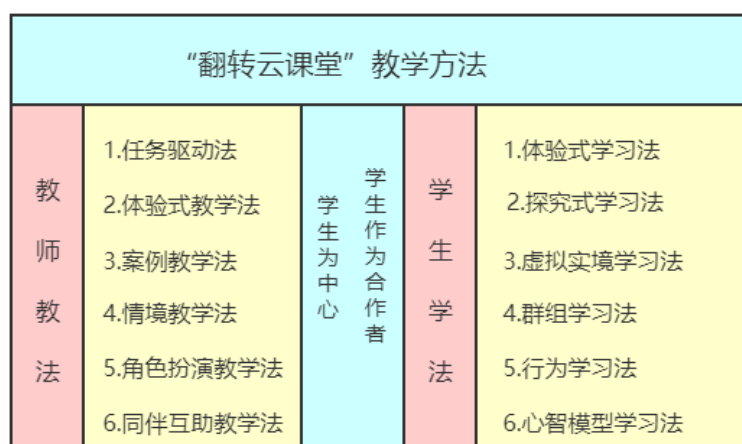 “翻转云课堂”教学方法
教师教法
1.任务驱动法
2.体验式教学法
3.案例教学法
4.情境教学法
5.角色扮演教学法
6.同伴互助教学法
学生为中心
学生作为合作者
学生学法
1.体验式学习法
2.探究式学习法
3.虚拟实境学习法
4.群组学习法
5.行为学习法
6.心智模型学习法